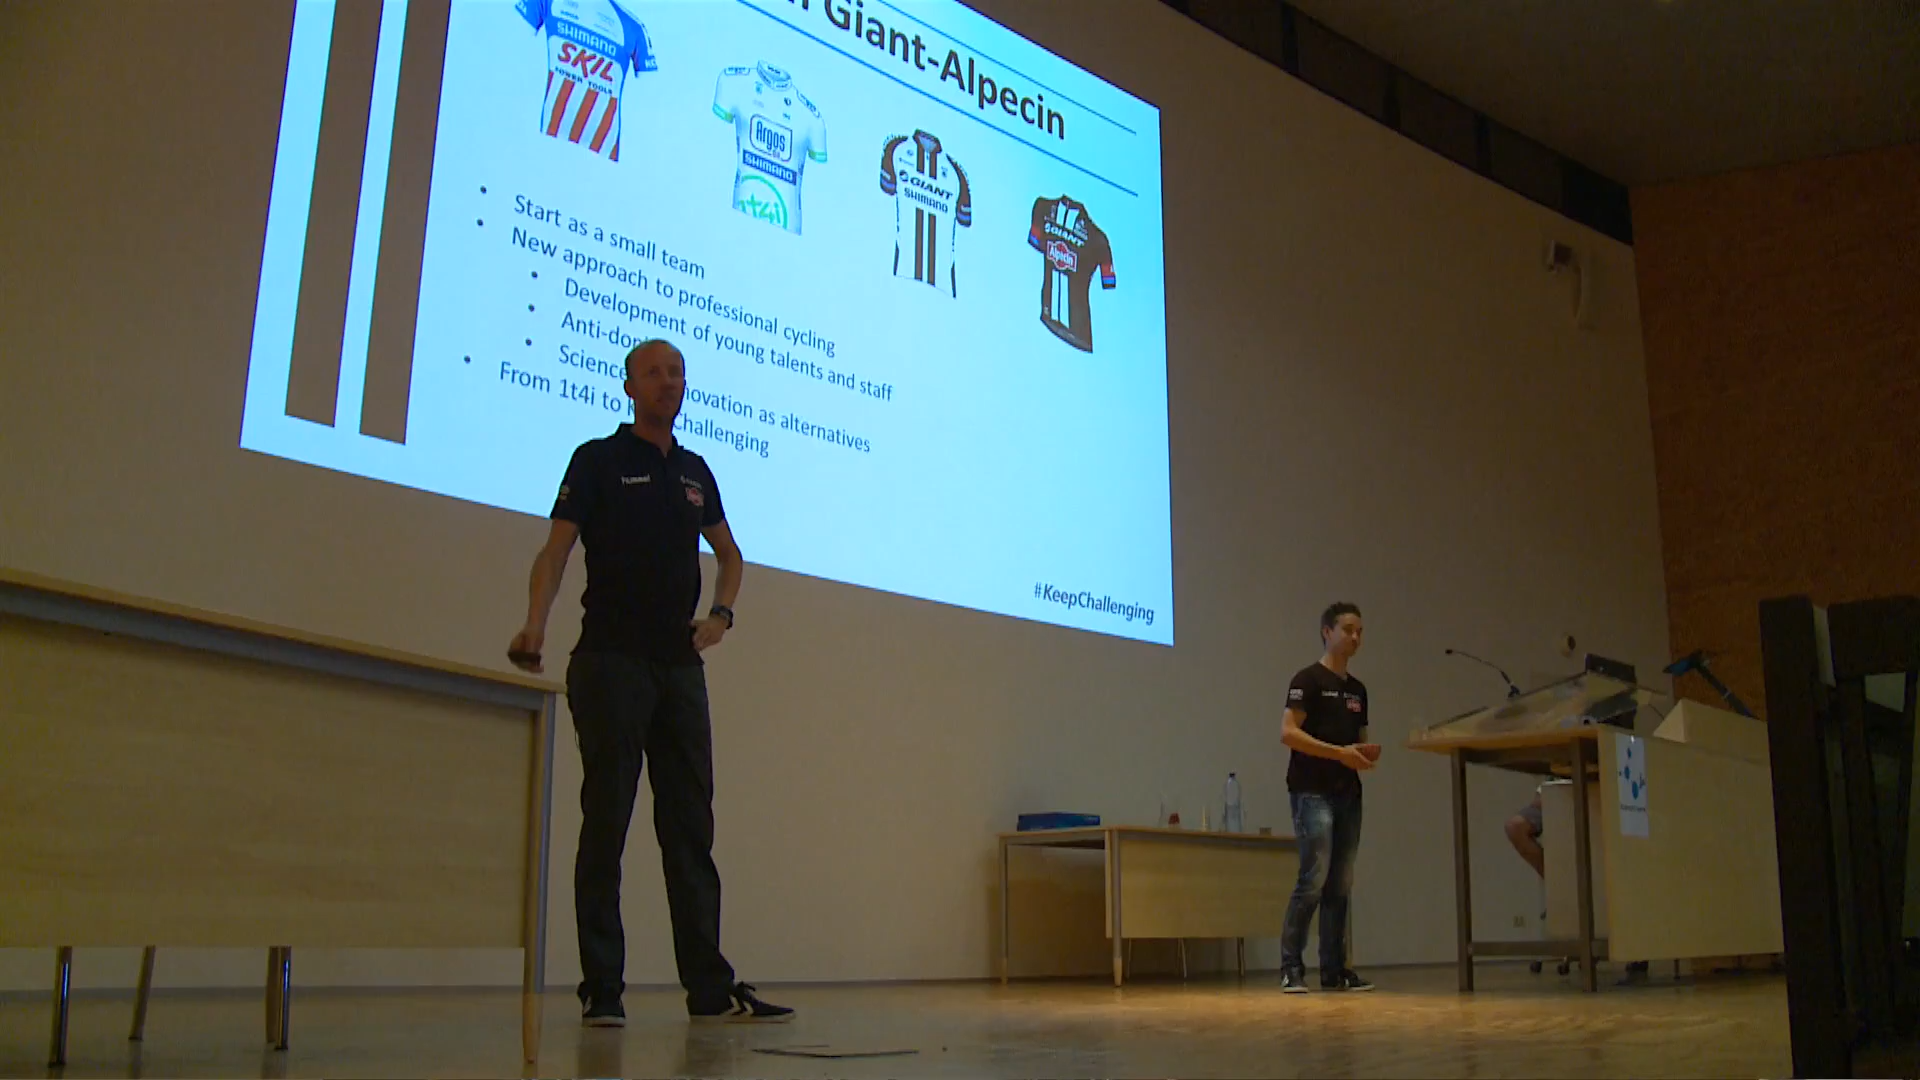 Giant-Alpecin
SHIMANO
SKIL
POWER TOOLS
Argos
SHIMANO
1t4i
GIANT
SHIMANO
GIANT
Alpecin
Start as a small team
New approach to professional cycling
Development of young talents and staff
Anti-dop
Science novation as alternatives
From 1t4i to K Challenging
#KeepChallenging
hummel